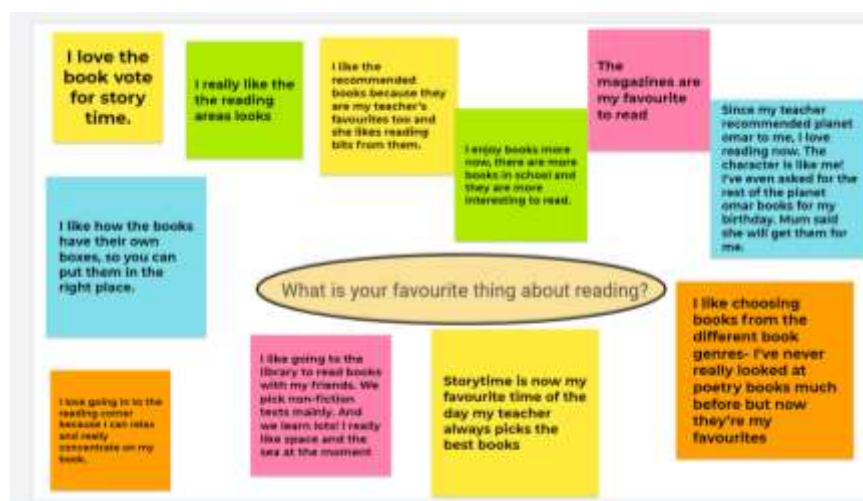 I love the
book vote
for story
time.
I really like the
the reading
areas looks
I like the
recommended
books because they
are my teacher's
favourites too and
she likes reading
bits from them.
The
magazines are
my favourite
to read
I enjoy books more
now, there are more
books in school and
they are more
interesting to read.
Since my teacher
recommended planet
omar to me, I love
reading now. The
character is like me!
I've even asked for the
rest of the planet
omar books for my
birthday. Mum said
she will get them for
me.
I like how the books
have their own
boxes, so you can
put them in the
right place.
What is your favourite thing about reading?
I like choosing
books from the
different book
genres- I've never
really looked at
poetry books much
before but now
they're my
favourites
I love going in to the
reading corner
because I can relax
and really
concentrate on my
book.
I like going to the
library to read books
with my friends. We
pick non-fiction
texts mainly. And
we learn lots! I really
like space and the
sea at the moment
Storytime is now my
favourite time of the
day my teacher
always picks the
best books